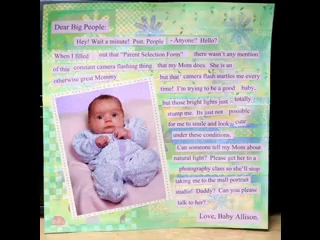 Dear Big People:
Hey! Wait a minute! Psst. People - Anyone? Hello?
When I filled out that "Parent Selection Form" there wasn't any mention
of this constant camera flashing thing that my Mom does. She is an
otherwise great Mommy but that camera flash startles me every
time! I'm trying to be a good baby,
but those bright lights just totally
stump me. Its just not possible
for me to smile and look cute
under these conditions.
Can someone tell my Mom about
natural light? Please get her to a
photography class so she'll stop
taking me to the mall portrait
studio! Daddy? Can you please
talk to her?
Love, Baby Allison.